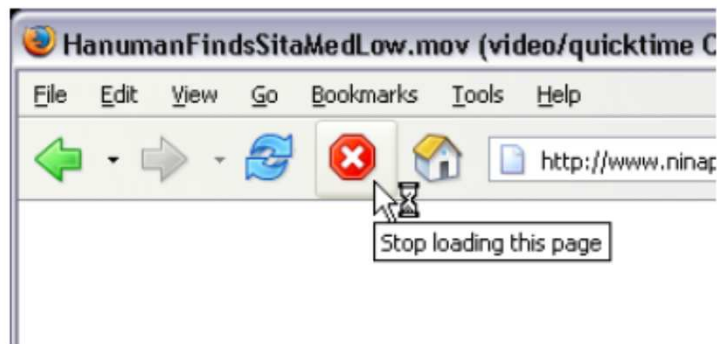 HanumanFindsSitaMedLow.mov (video/quicktime
File Edit View Go Bookmarks Tools Help
http://www.ninap
Stop loading this page